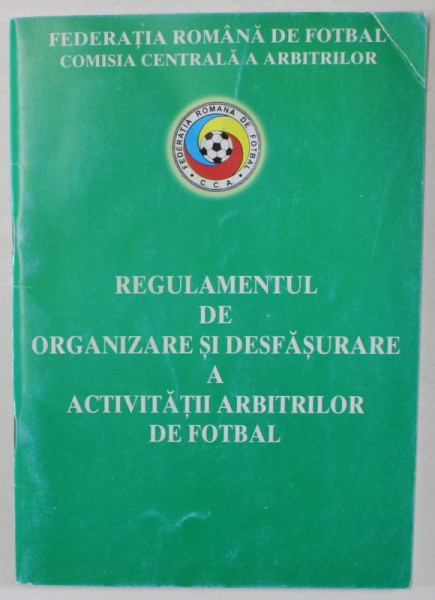 FEDERAȚIA ROMÂNĂ DE FOTBAL
COMISIA CENTRALĂ A ARBITRILOR
FEDERAȚIA ROMANA DE FOTBAL
C.C.A.
REGULAMENTUL
DE
ORGANIZARE ȘI DESFĂȘURARE
A
ACTIVITĂȚII ARBITRILOR
DE FOTBAL